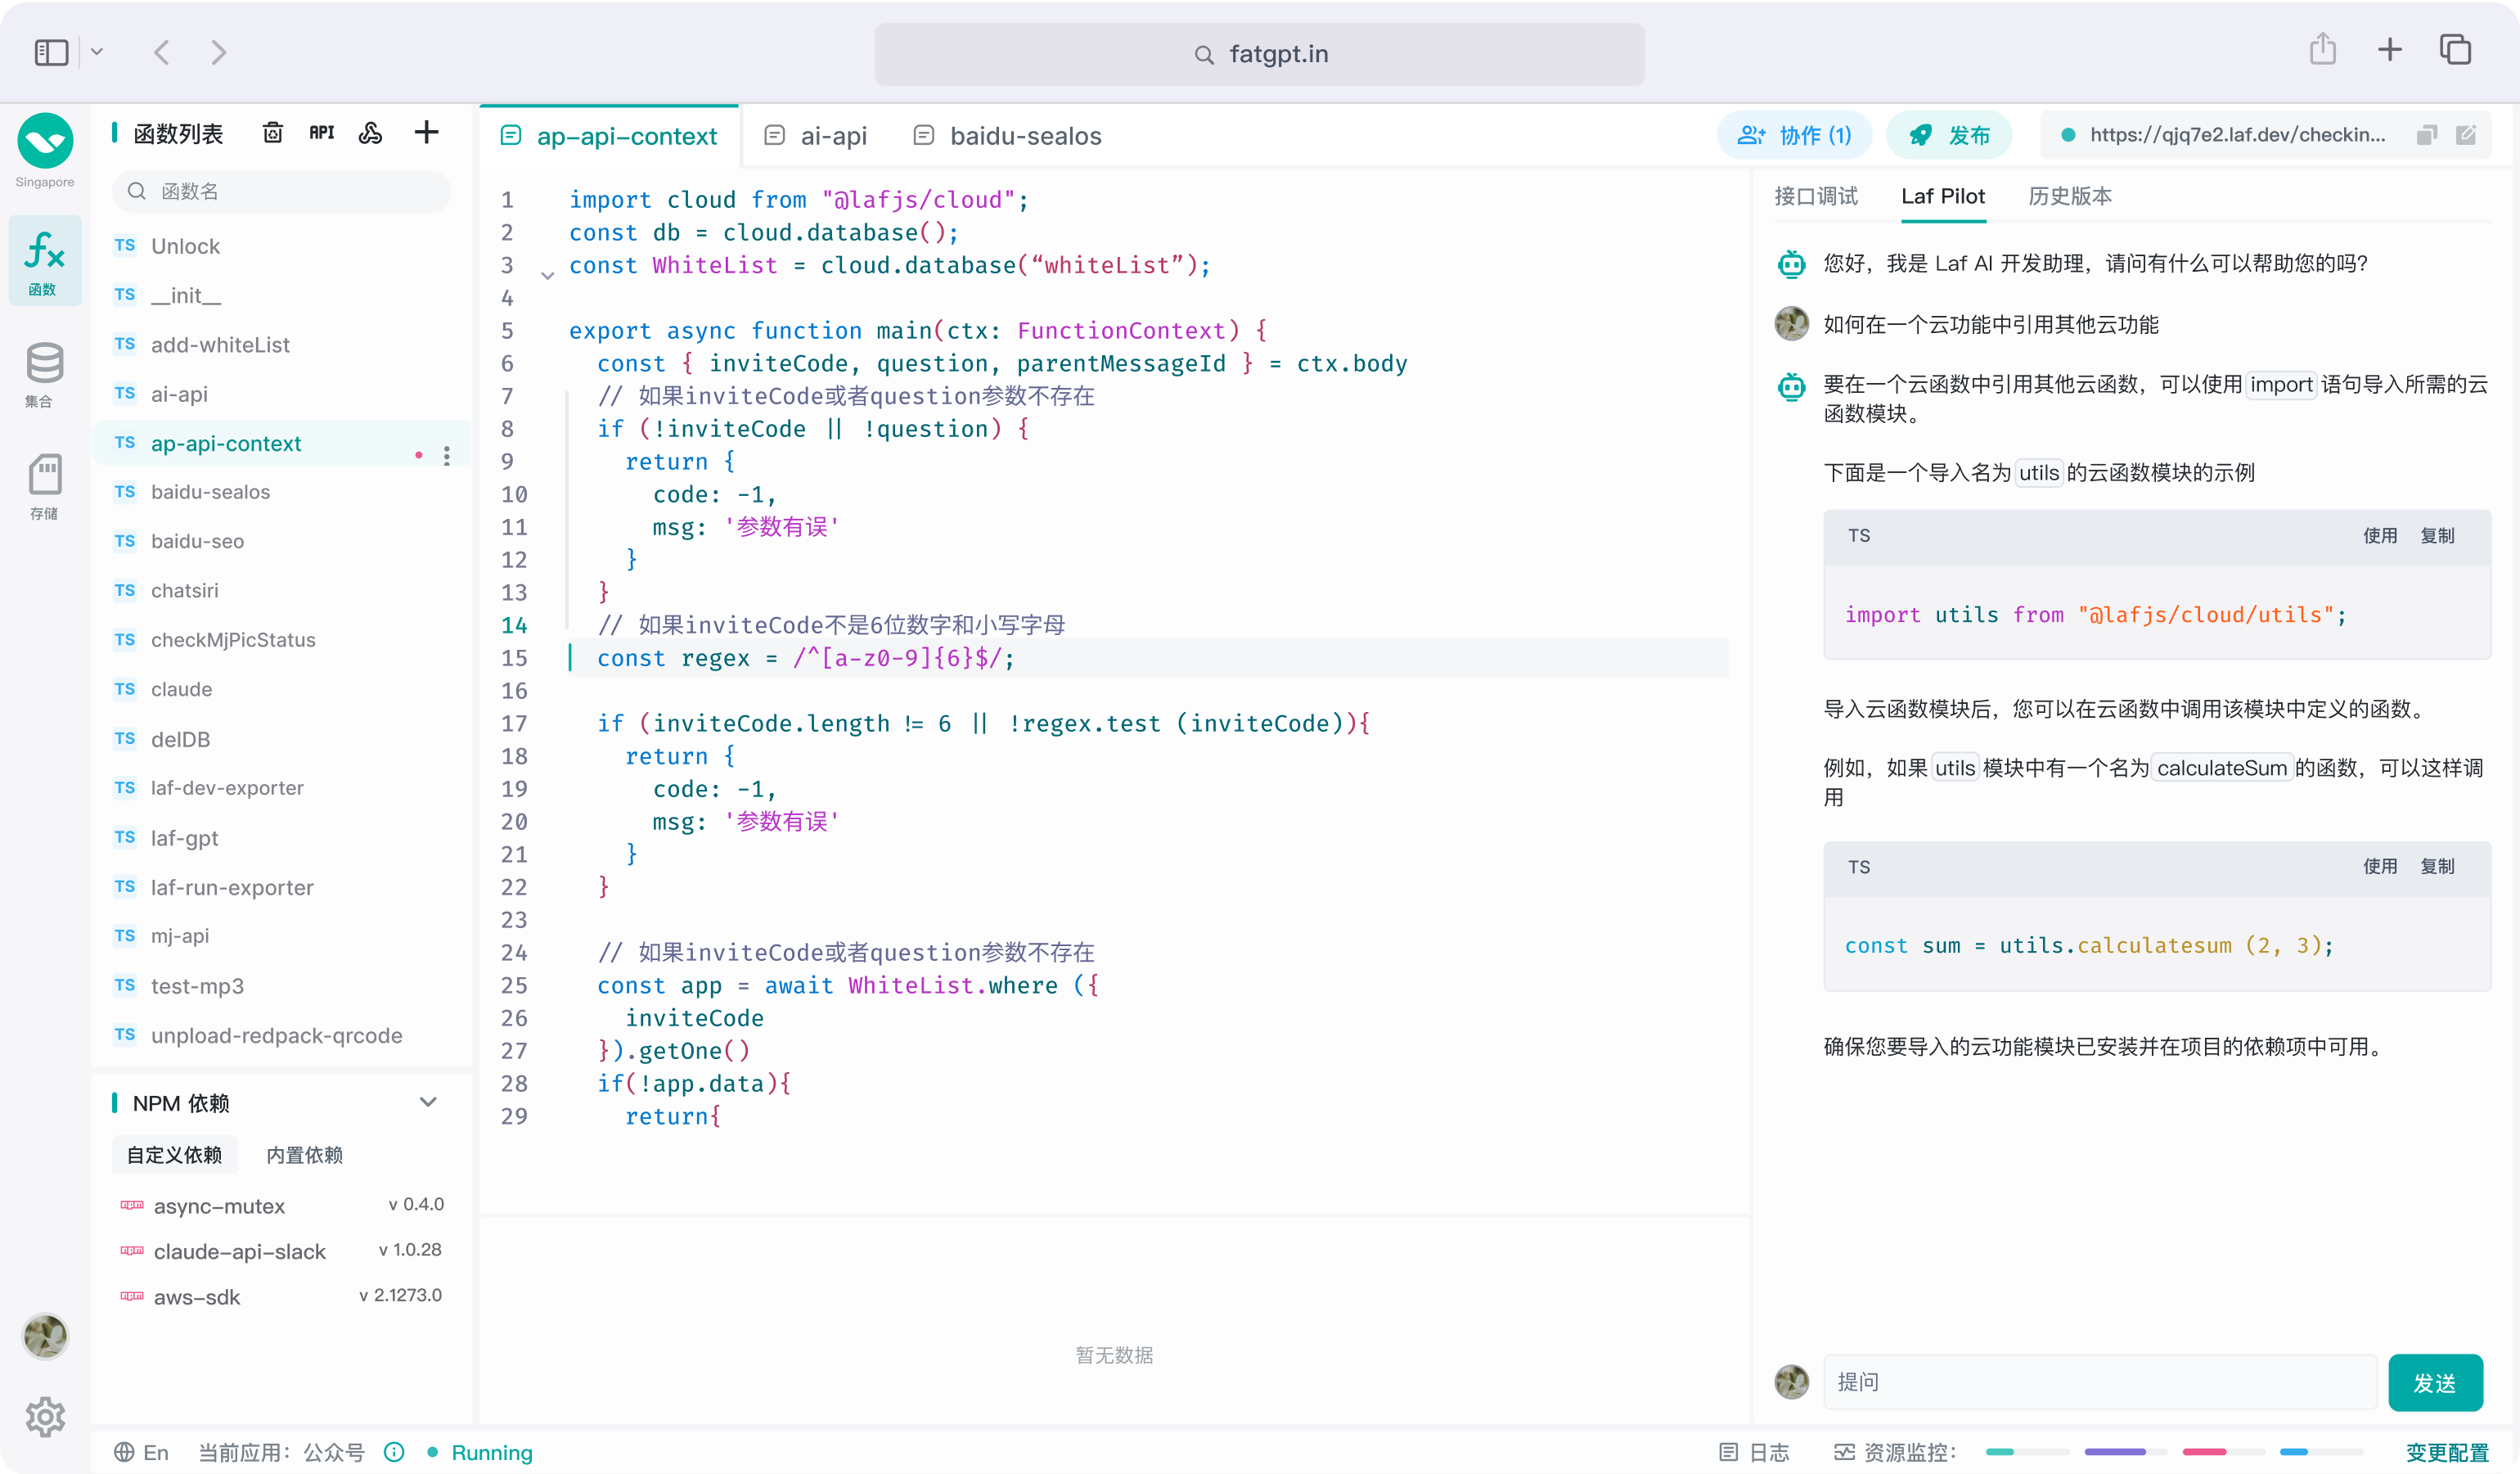 fatgpt.in
Singapore
函数
集合
存储
函数列表
API
函数名
TS Unlock
TS __init__
TS add-whiteList
TS ai-api
TS ap-api-context
TS baidu-sealos
TS baidu-seo
TS chatsiri
TS checkMjPicStatus
TS claude
TS delDB
TS laf-dev-exporter
TS laf-gpt
TS laf-run-exporter
TS mj-api
TS test-mp3
TS unpload-redpack-qrcode
NPM 依赖
自定义依赖 内置依赖
async-mutex v 0.4.0
claude-api-slack v 1.0.28
aws-sdk v 2.1273.0
ap-api-context ai-api baidu-sealos
协作 (1) 发布 https://qjq7e2.laf.dev/checkin...
1 import cloud from "@lafjs/cloud";
2 const db = cloud.database();
3 const WhiteList = cloud.database(“whiteList”);
4
5 export async function main(ctx: FunctionContext) {
6 const { inviteCode, question, parentMessageId } = ctx.body
7 // 如果inviteCode或者question参数不存在
8 if (!inviteCode || !question) {
9 return {
10 code: -1,
11 msg: '参数有误'
12 }
13 }
14 // 如果inviteCode不是6位数字和小写字母
15 const regex = /^[a-z0-9]{6}$/;
16
17 if (inviteCode.length != 6 || !regex.test (inviteCode)){
18 return {
19 code: -1,
20 msg: '参数有误'
21 }
22 }
23
24 // 如果inviteCode或者question参数不存在
25 const app = await WhiteList.where ({
26 inviteCode
27 }).getOne()
28 if(!app.data){
29 return{
暂无数据
接口调试 Laf Pilot 历史版本
您好，我是 Laf AI 开发助理，请问有什么可以帮助您的吗？
如何在一个云功能中引用其他云功能
要在一个云函数中引用其他云函数，可以使用 import 语句导入所需的云
函数模块。
下面是一个导入名为 utils 的云函数模块的示例
TS 使用 复制
import utils from "@lafjs/cloud/utils";
导入云函数模块后，您可以在云函数中调用该模块中定义的函数。
例如，如果 utils 模块中有一个名为 calculateSum 的函数，可以这样调
用
TS 使用 复制
const sum = utils.calculatesum (2, 3);
确保您要导入的云功能模块已安装并在项目的依赖项中可用。
提问 发送
En 当前应用：公众号 Running
日志 资源监控： 变更配置